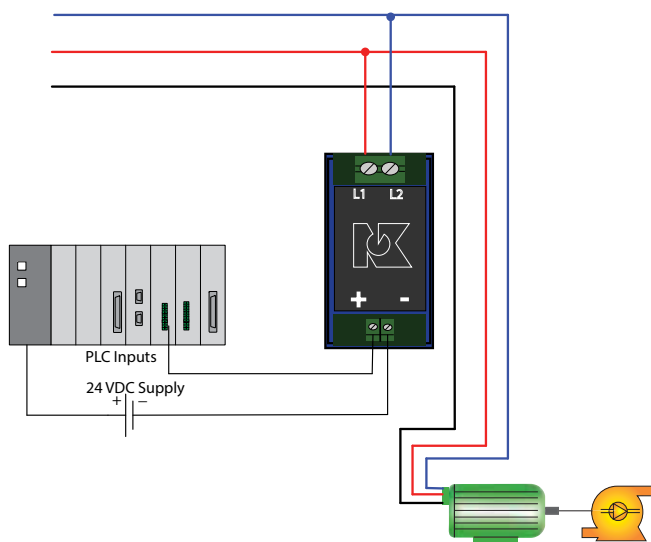 L1 L2
+ -
PLC Inputs
24 VDC Supply
+ −